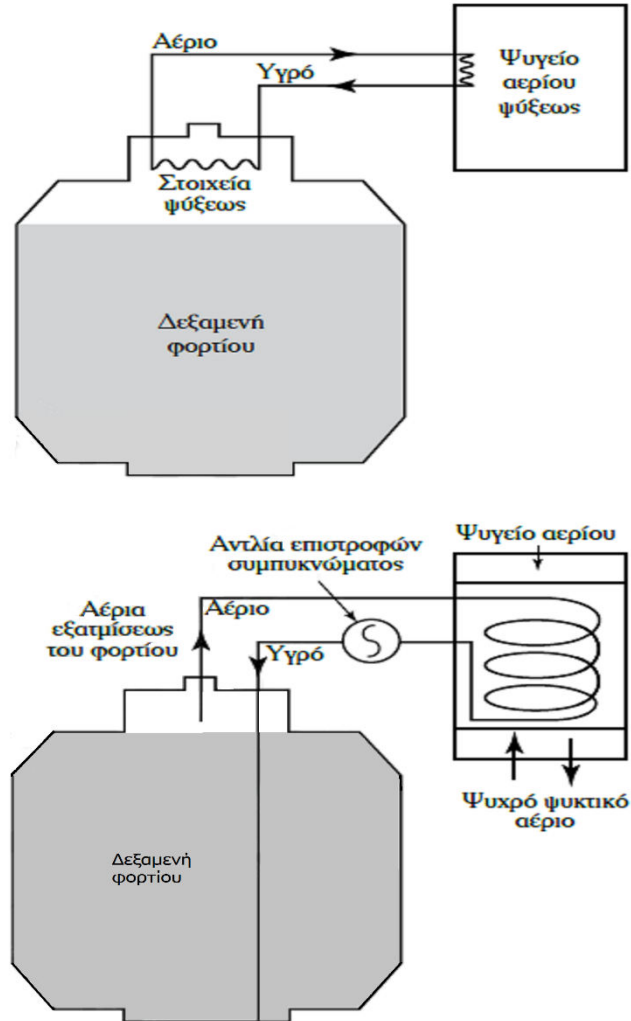 Αέριο
Υγρό
Ψυγείο
αερίου
ψύξεως
Στοιχεία
ψύξεως
Δεξαμενή
φορτίου
Ψυγείο αερίου
Αντλία επιστροφών
συμπυκνώματος
Αέρια
εξατμίσεως
του φορτίου
Αέριο
Υγρό
Ψυχρό ψυκτικό
αέριο
Δεξαμενή
φορτίου